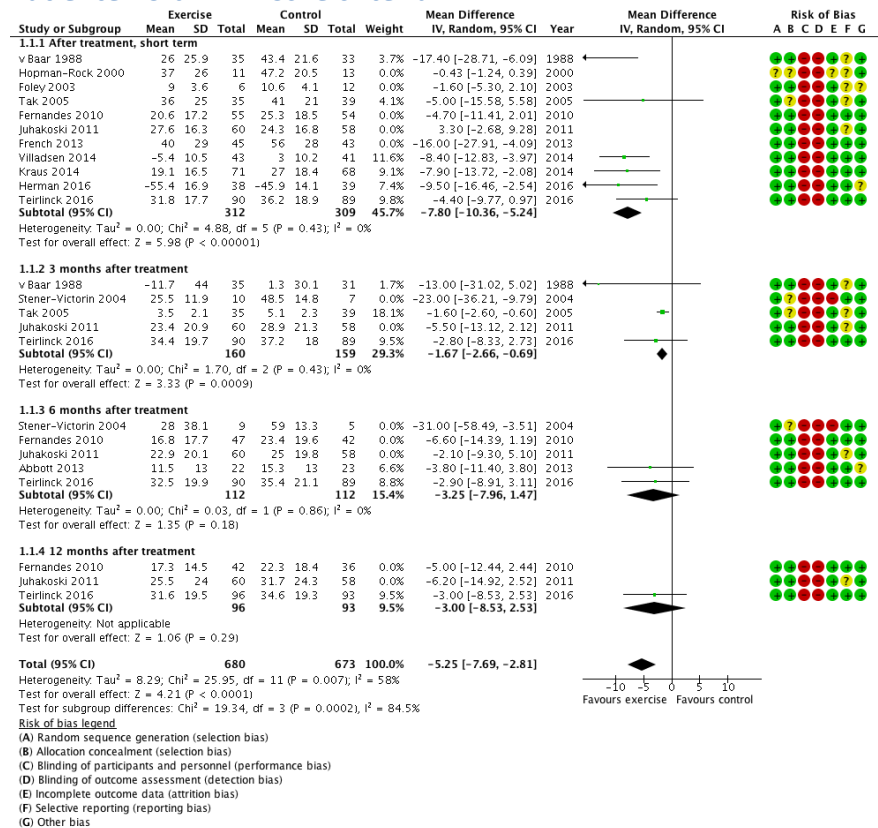 Exercise Control Mean Difference Mean Difference Risk of Bias
Study or Subgroup Mean SD Total Mean SD Total Weight IV, Random, 95% CI Year IV, Random, 95% CI A B C D E F G
1.1.1 After treatment, short term
v Baar 1988 26 25.9 35 43.4 21.6 33 3.7% -17.40 [-28.71, -6.09] 1988 + + - - + ? +
Hopman-Rock 2000 37 26 11 47.2 20.5 13 0.0% -0.43 [-1.24, 0.39] 2000 ? ? - - ? ? +
Foley 2003 9 3.6 6 10.6 4.1 12 0.0% -1.60 [-5.30, 2.10] 2003 + + - - + ? ?
Tak 2005 36 25 35 41 21 39 4.1% -5.00 [-15.58, 5.58] 2005 + ? - - + ? +
Fernandes 2010 20.6 17.2 55 25.3 18.5 54 0.0% -4.70 [-11.41, 2.01] 2010 + + - - + + +
Juhakoski 2011 27.6 16.3 60 24.3 16.8 58 0.0% 3.30 [-2.68, 9.28] 2011 + + - - + ? +
French 2013 40 29 45 56 28 43 0.0% -16.00 [-27.91, -4.09] 2013 + + - - + + +
Villadsen 2014 -5.4 10.5 43 3 10.2 41 11.6% -8.40 [-12.83, -3.97] 2014 + + - - + + +
Kraus 2014 19.1 16.5 71 27 18.4 68 9.1% -7.90 [-13.72, -2.08] 2014 + + - - + + +
Herman 2016 -55.4 16.9 38 -45.9 14.1 39 7.6% -9.50 [-16.46, -2.54] 2016 + + - - + + ?
Teirlinck 2016 31.8 17.7 90 36.2 18.9 89 9.8% -4.40 [-9.77, 0.97] 2016 + + - - + + +
Subtotal (95% CI) 312 309 45.7% -7.80 [-10.36, -5.24]
Heterogeneity: Tau² = 0.00; Chi² = 4.88, df = 5 (P = 0.43); I² = 0%
Test for overall effect: Z = 5.98 (P < 0.00001)
1.1.2 3 months after treatment
v Baar 1988 -11.7 44 35 1.3 30.1 31 1.7% -13.00 [-31.02, 5.02] 1988 + + - - + ? +
Stener-Victorin 2004 25.5 11.9 10 48.5 14.8 7 0.0% -23.00 [-36.21, -9.79] 2004 + ? - - - + +
Tak 2005 3.5 2.1 35 5.1 2.3 39 18.1% -1.60 [-2.60, -0.60] 2005 + ? - - + ? +
Juhakoski 2011 23.4 20.9 60 28.9 21.3 58 0.0% -5.50 [-13.12, 2.12] 2011 + + - - + ? +
Teirlinck 2016 34.4 19.7 90 37.2 18 89 9.5% -2.80 [-8.33, 2.73] 2016 + + - - + + +
Subtotal (95% CI) 160 159 29.3% -1.67 [-2.66, -0.69]
Heterogeneity: Tau² = 0.00; Chi² = 1.70, df = 2 (P = 0.43); I² = 0%
Test for overall effect: Z = 3.33 (P = 0.0009)
1.1.3 6 months after treatment
Stener-Victorin 2004 28 38.1 9 59 13.3 5 0.0% -31.00 [-58.49, -3.51] 2004 + ? - - - + +
Fernandes 2010 16.8 17.7 47 23.4 19.6 42 0.0% -6.60 [-14.39, 1.19] 2010 + + - - + + +
Juhakoski 2011 22.9 20.1 60 25 19.8 58 0.0% -2.10 [-9.30, 5.10] 2011 + + - - + ? +
Abbott 2013 11.5 13 22 15.3 13 23 6.6% -3.80 [-11.40, 3.80] 2013 + + - - + + ?
Teirlinck 2016 32.5 19.9 90 35.4 21.1 89 8.8% -2.90 [-8.91, 3.11] 2016 + + - - + + +
Subtotal (95% CI) 112 112 15.4% -3.25 [-7.96, 1.47]
Heterogeneity: Tau² = 0.00; Chi² = 0.03, df = 1 (P = 0.86); I² = 0%
Test for overall effect: Z = 1.35 (P = 0.18)
1.1.4 12 months after treatment
Fernandes 2010 17.3 14.5 42 22.3 18.4 36 0.0% -5.00 [-12.44, 2.44] 2010 + + - - + + +
Juhakoski 2011 25.5 24 60 31.7 24.3 58 0.0% -6.20 [-14.92, 2.52] 2011 + + - - + ? +
Teirlinck 2016 31.6 19.5 96 34.6 19.3 93 9.5% -3.00 [-8.53, 2.53] 2016 + + - - + + +
Subtotal (95% CI) 96 93 9.5% -3.00 [-8.53, 2.53]
Heterogeneity: Not applicable
Test for overall effect: Z = 1.06 (P = 0.29)
Total (95% CI) 680 673 100.0% -5.25 [-7.69, -2.81]
Heterogeneity: Tau² = 8.29; Chi² = 25.95, df = 11 (P = 0.007); I² = 58%
Test for overall effect: Z = 4.21 (P < 0.0001)
Test for subgroup differences: Chi² = 19.34, df = 3 (P = 0.0002), I² = 84.5%
-10 -5 0 5 10
Favours exercise Favours control
Risk of bias legend
(A) Random sequence generation (selection bias)
(B) Allocation concealment (selection bias)
(C) Blinding of participants and personnel (performance bias)
(D) Blinding of outcome assessment (detection bias)
(E) Incomplete outcome data (attrition bias)
(F) Selective reporting (reporting bias)
(G) Other bias